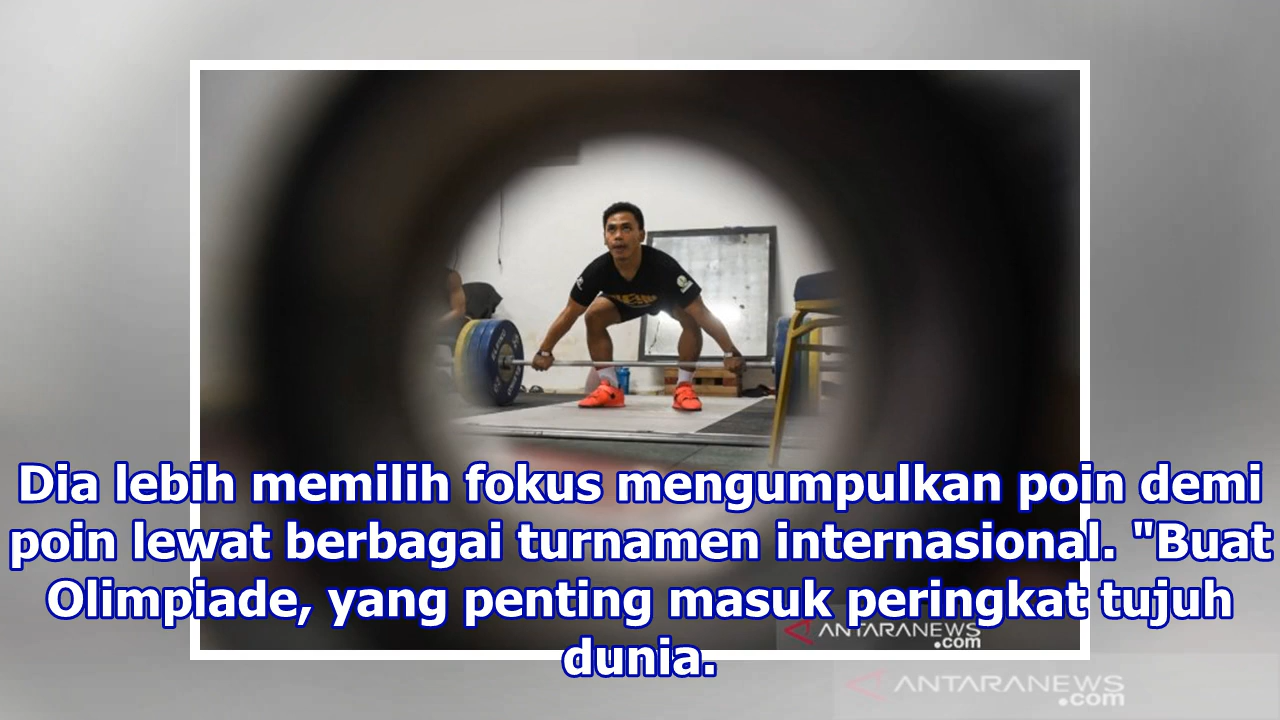 Dia lebih memilih fokus mengumpulkan poin demi
poin lewat berbagai turnamen internasional. "Buat
Olimpiade, yang penting masuk peringkat tujuh
dunia.
ANTARANEWS
.com
ANTARANEWS
.com